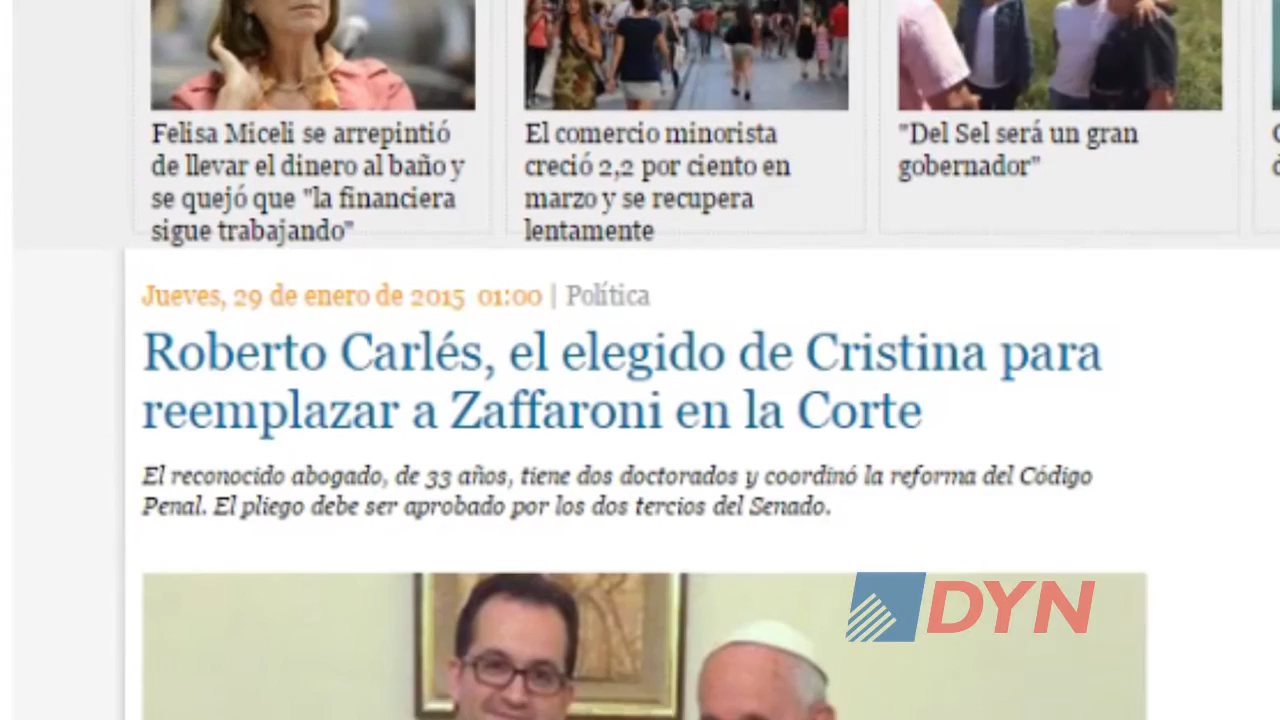 Felisa Miceli se arrepintió
de llevar el dinero al baño y
se quejó que "la financiera
sigue trabajando"
El comercio minorista
creció 2,2 por ciento en
marzo y se recupera
lentamente
"Del Sel será un gran
gobernador"
Jueves, 29 de enero de 2015 01:00 | Política
Roberto Carlés, el elegido de Cristina para
reemplazar a Zaffaroni en la Corte
El reconocido abogado, de 33 años, tiene dos doctorados y coordinó la reforma del Código
Penal. El pliego debe ser aprobado por los dos tercios del Senado.
DYN